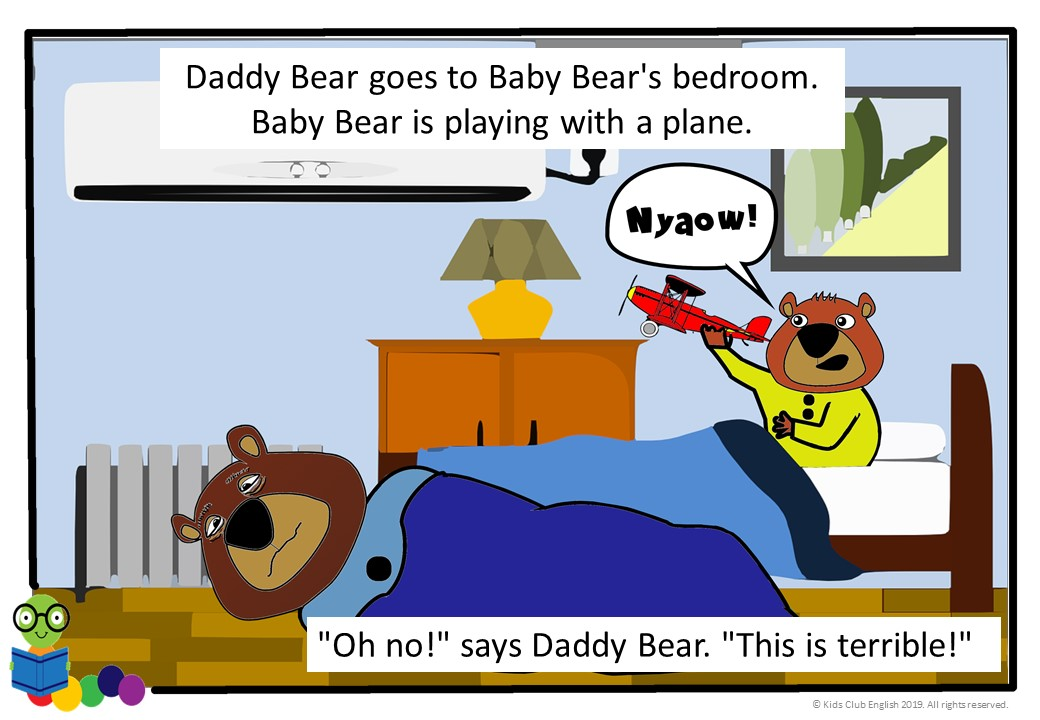 Daddy Bear goes to Baby Bear's bedroom.
Baby Bear is playing with a plane.
Nyaow!
"Oh no!" says Daddy Bear. "This is terrible!"
© Kids Club English 2019. All rights reserved.